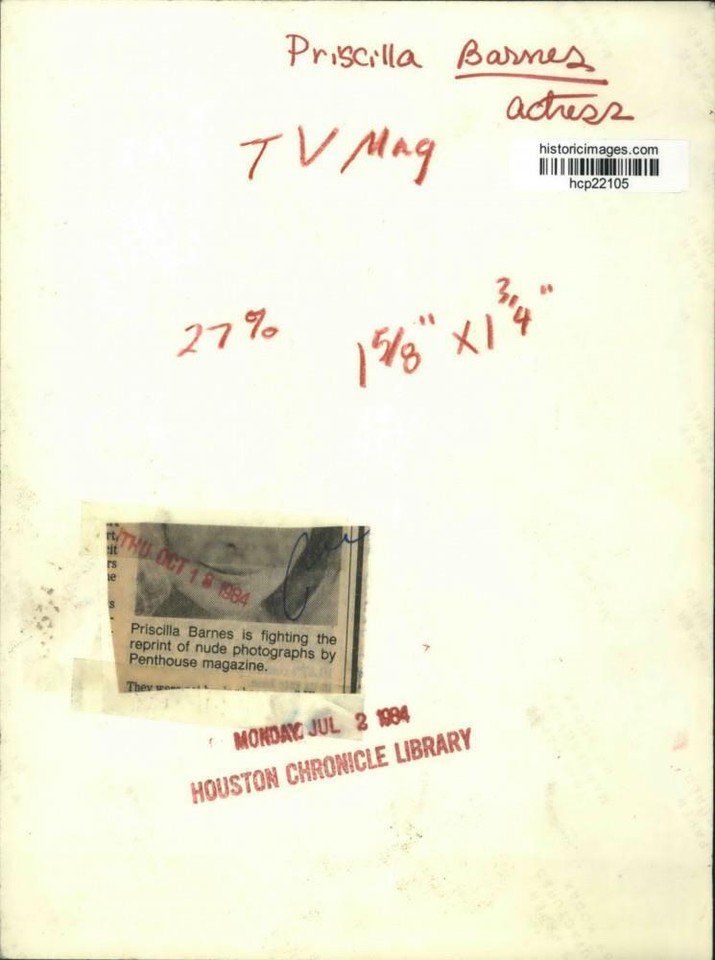 Priscilla Barnes
actress
TV Mag
historicimages.com
hcp22105
27%
1 5/8" X 1 3/4"
THU OCT 18 1984
Priscilla Barnes is fighting the
reprint of nude photographs by
Penthouse magazine.
They
MONDAY JUL 2 1984
HOUSTON CHRONICLE LIBRARY